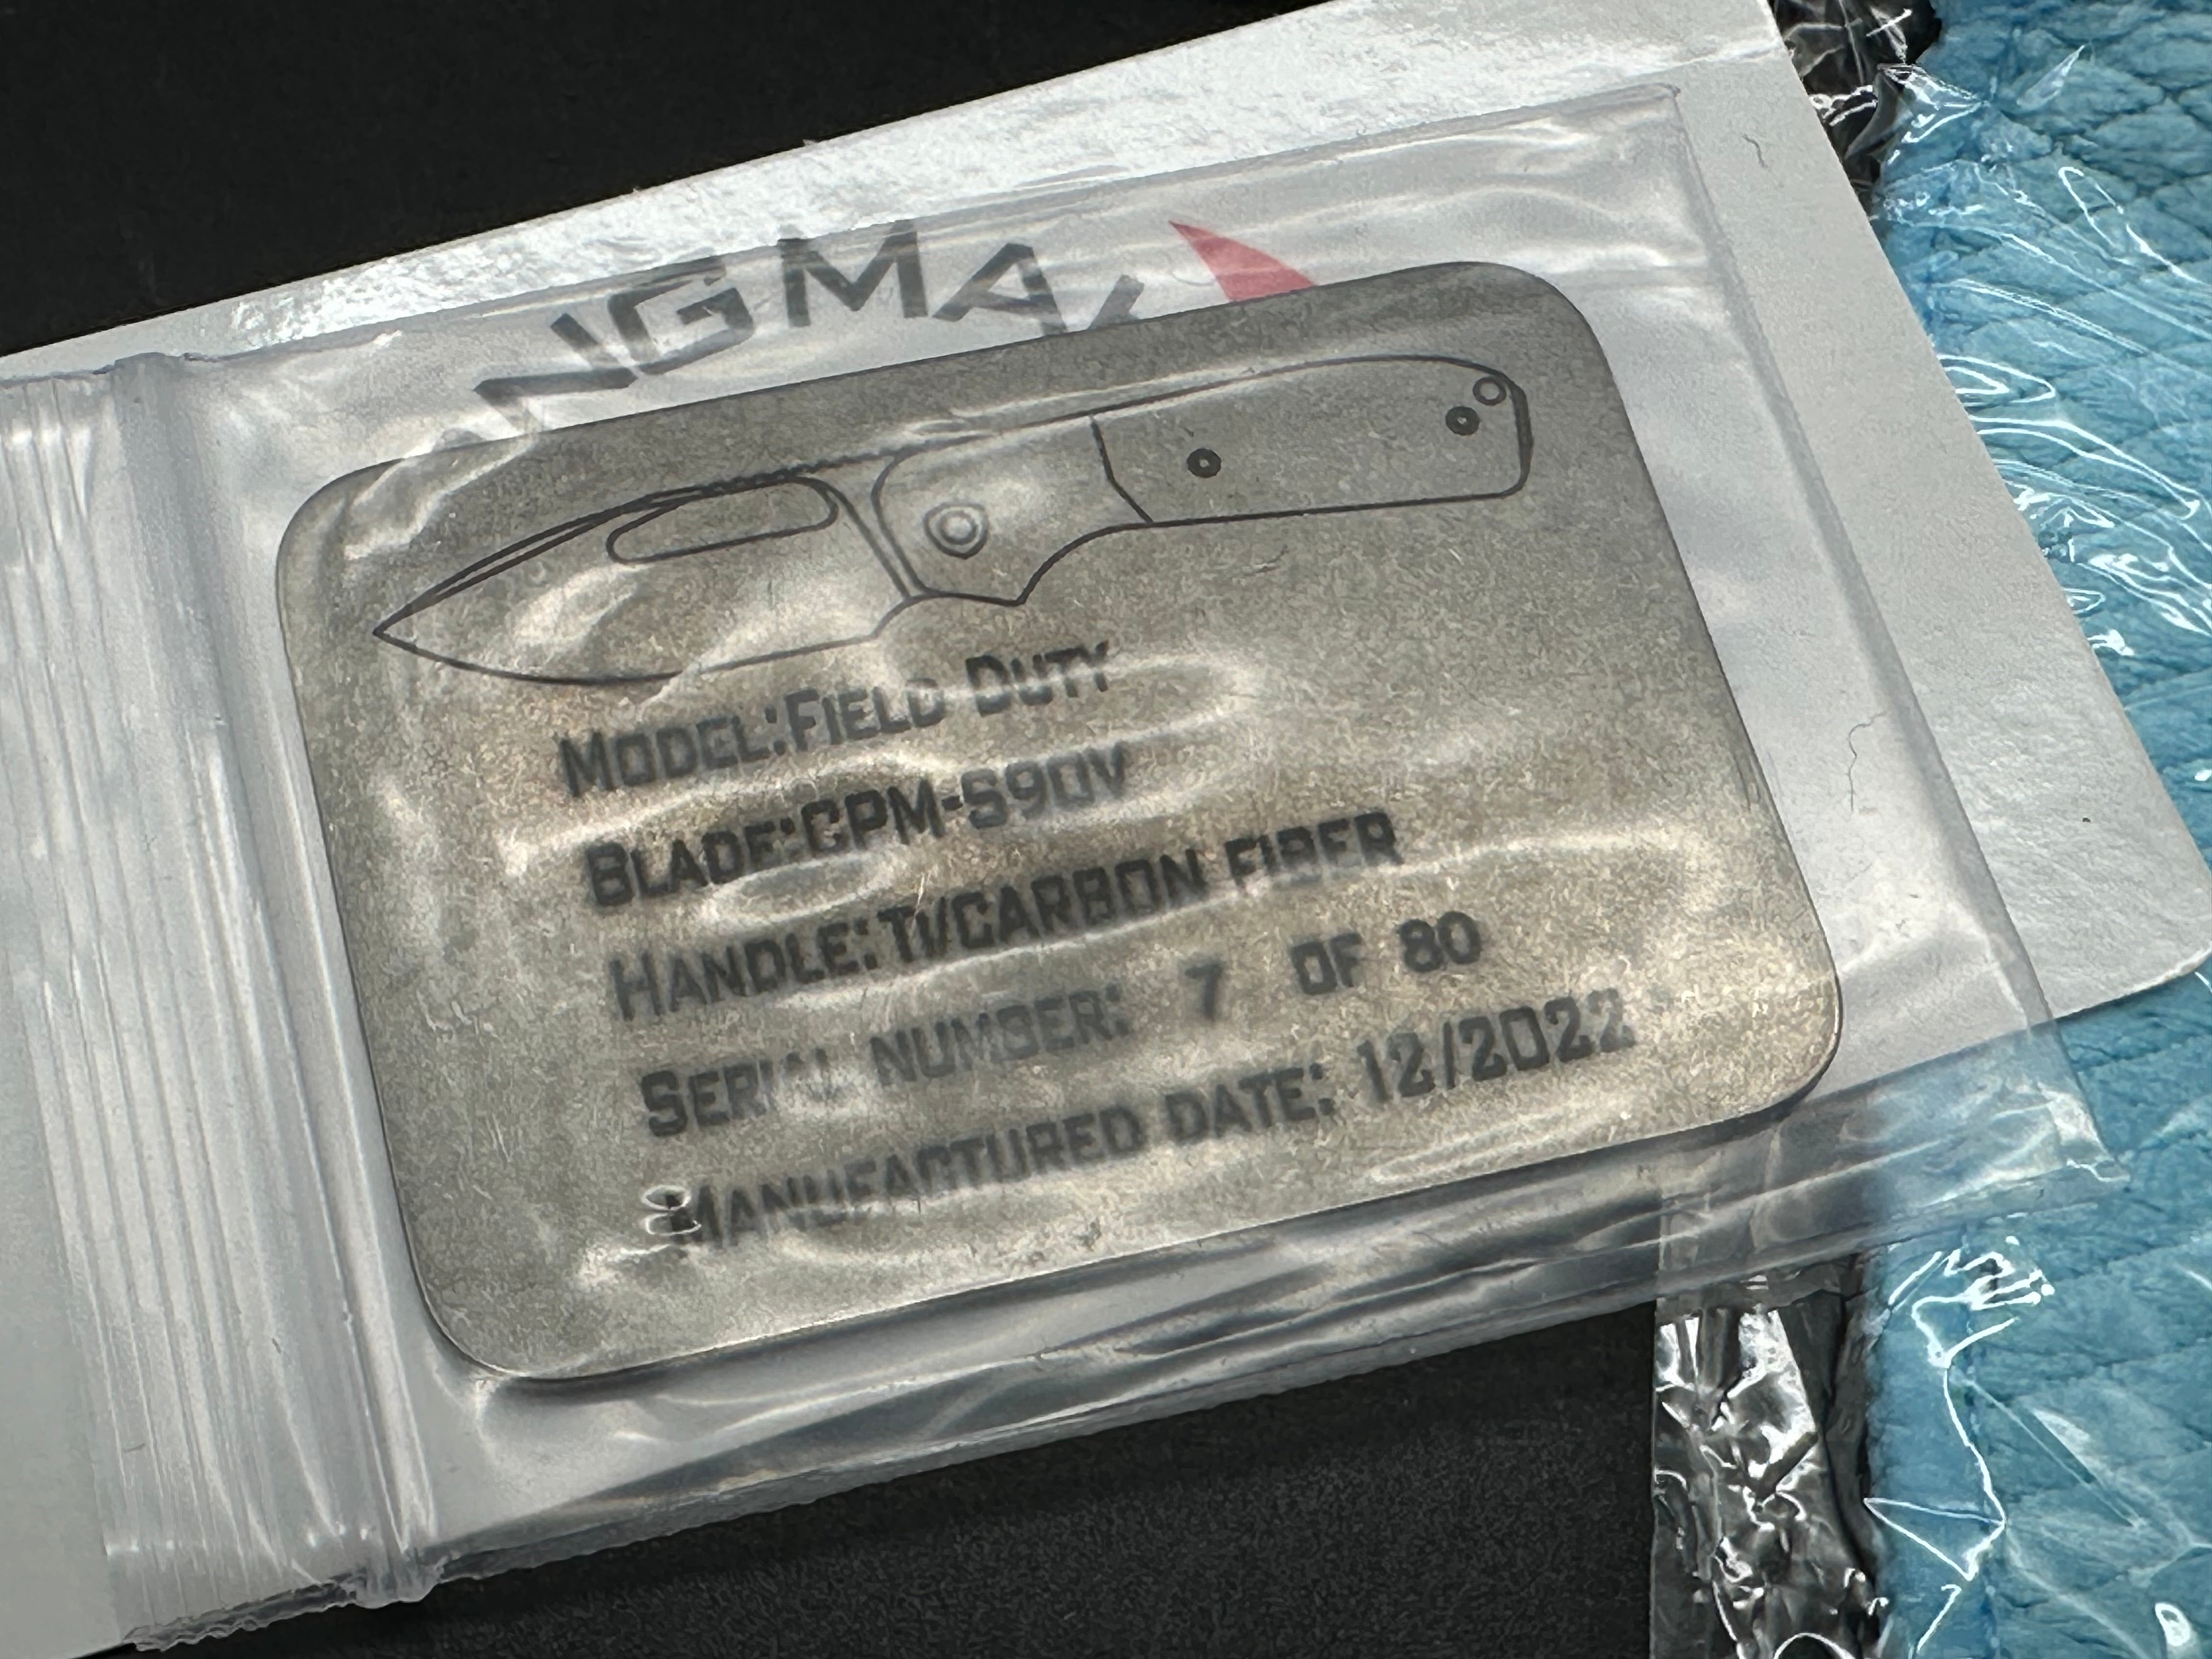 NGMA
MODEL:FIELD DUTY
BLADE:CPM-S90V
HANDLE:TI/CARBON FIBER
SERIAL NUMBER: 7 OF 80
MANUFACTURED DATE: 12/2022